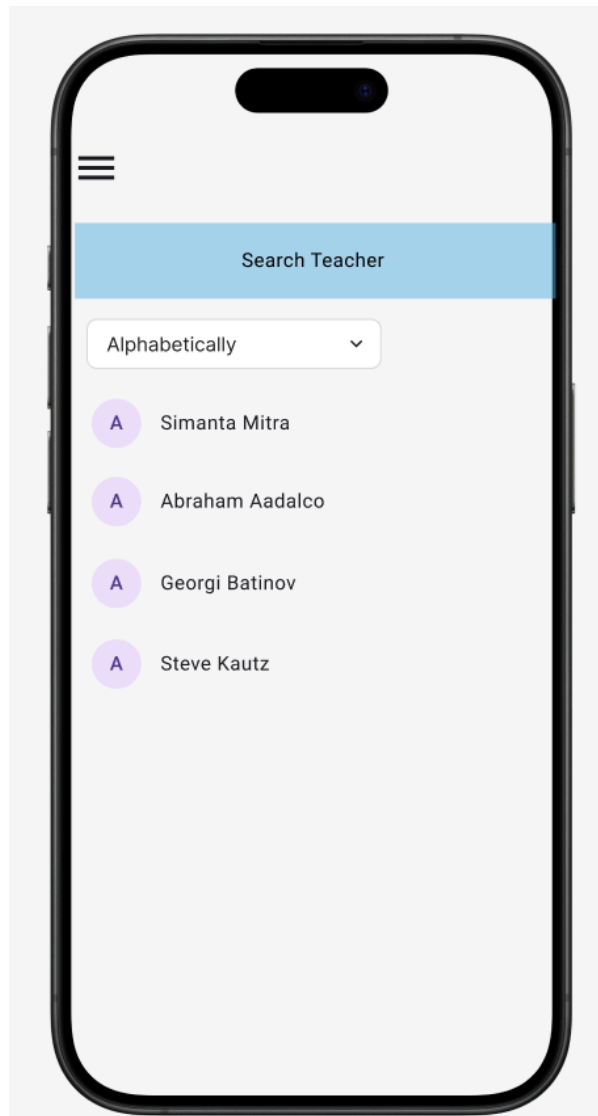 Search Teacher
Alphabetically
A Simanta Mitra
A Abraham Aadalco
A Georgi Batinov
A Steve Kautz